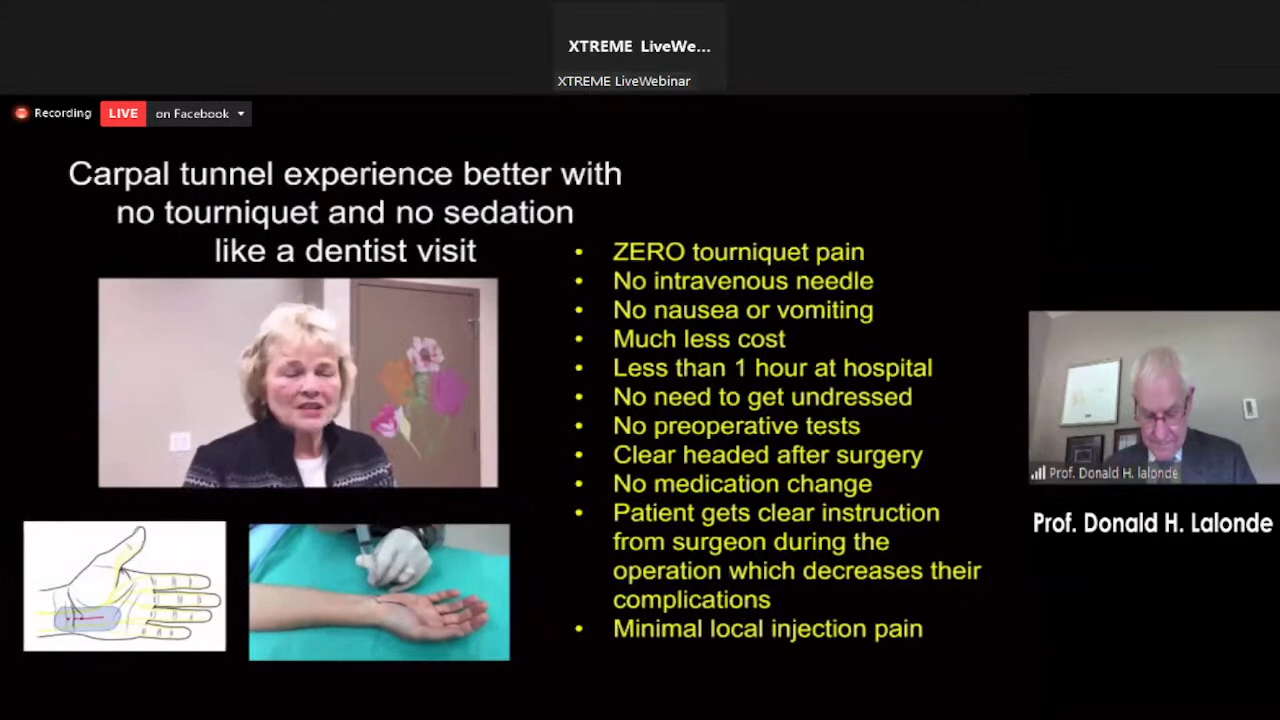 XTREME LiveWe...
XTREME LiveWebinar
Recording
LIVE
on Facebook
Carpal tunnel experience better with
no tourniquet and no sedation
like a dentist visit
• ZERO tourniquet pain
• No intravenous needle
• No nausea or vomiting
• Much less cost
• Less than 1 hour at hospital
• No need to get undressed
• No preoperative tests
• Clear headed after surgery
• No medication change
• Patient gets clear instruction
from surgeon during the
operation which decreases their
complications
• Minimal local injection pain
Prof. Donald H. lalonde
Prof. Donald H. Lalonde